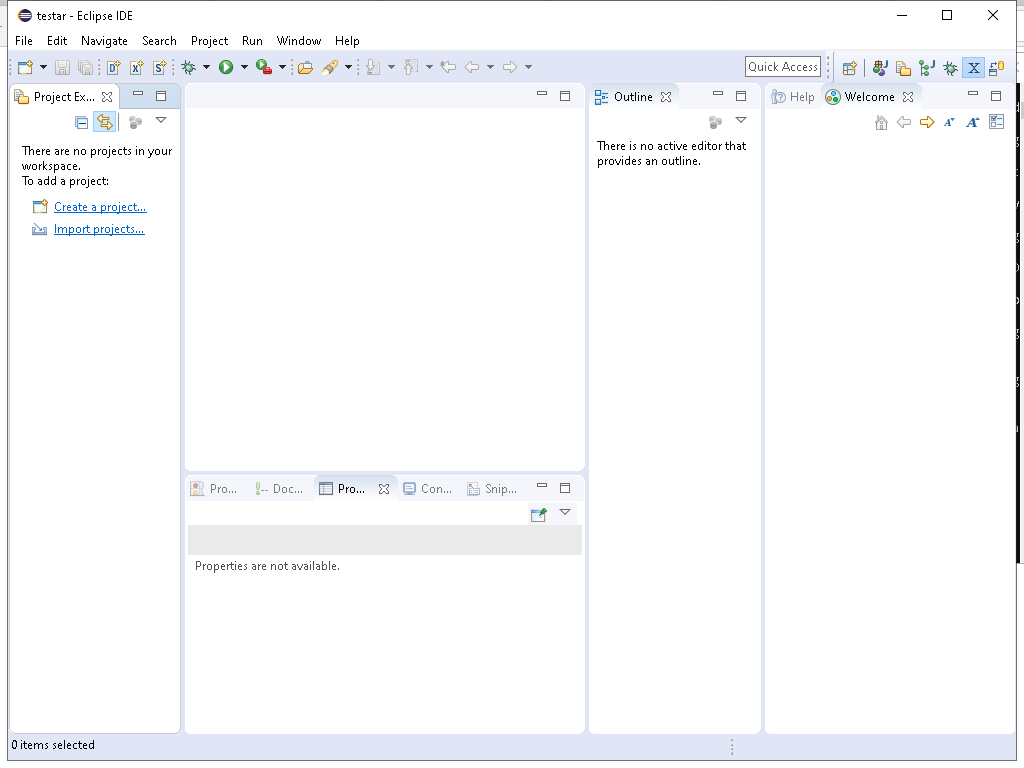 testar - Eclipse IDE
File Edit Navigate Search Project Run Window Help
Quick Access
Project Ex...
There are no projects in your
workspace.
To add a project:
Create a project...
Import projects...
Outline
There is no active editor that
provides an outline.
Help
Welcome
Pro...
Doc...
Pro...
Con...
Snip...
Properties are not available.
0 items selected